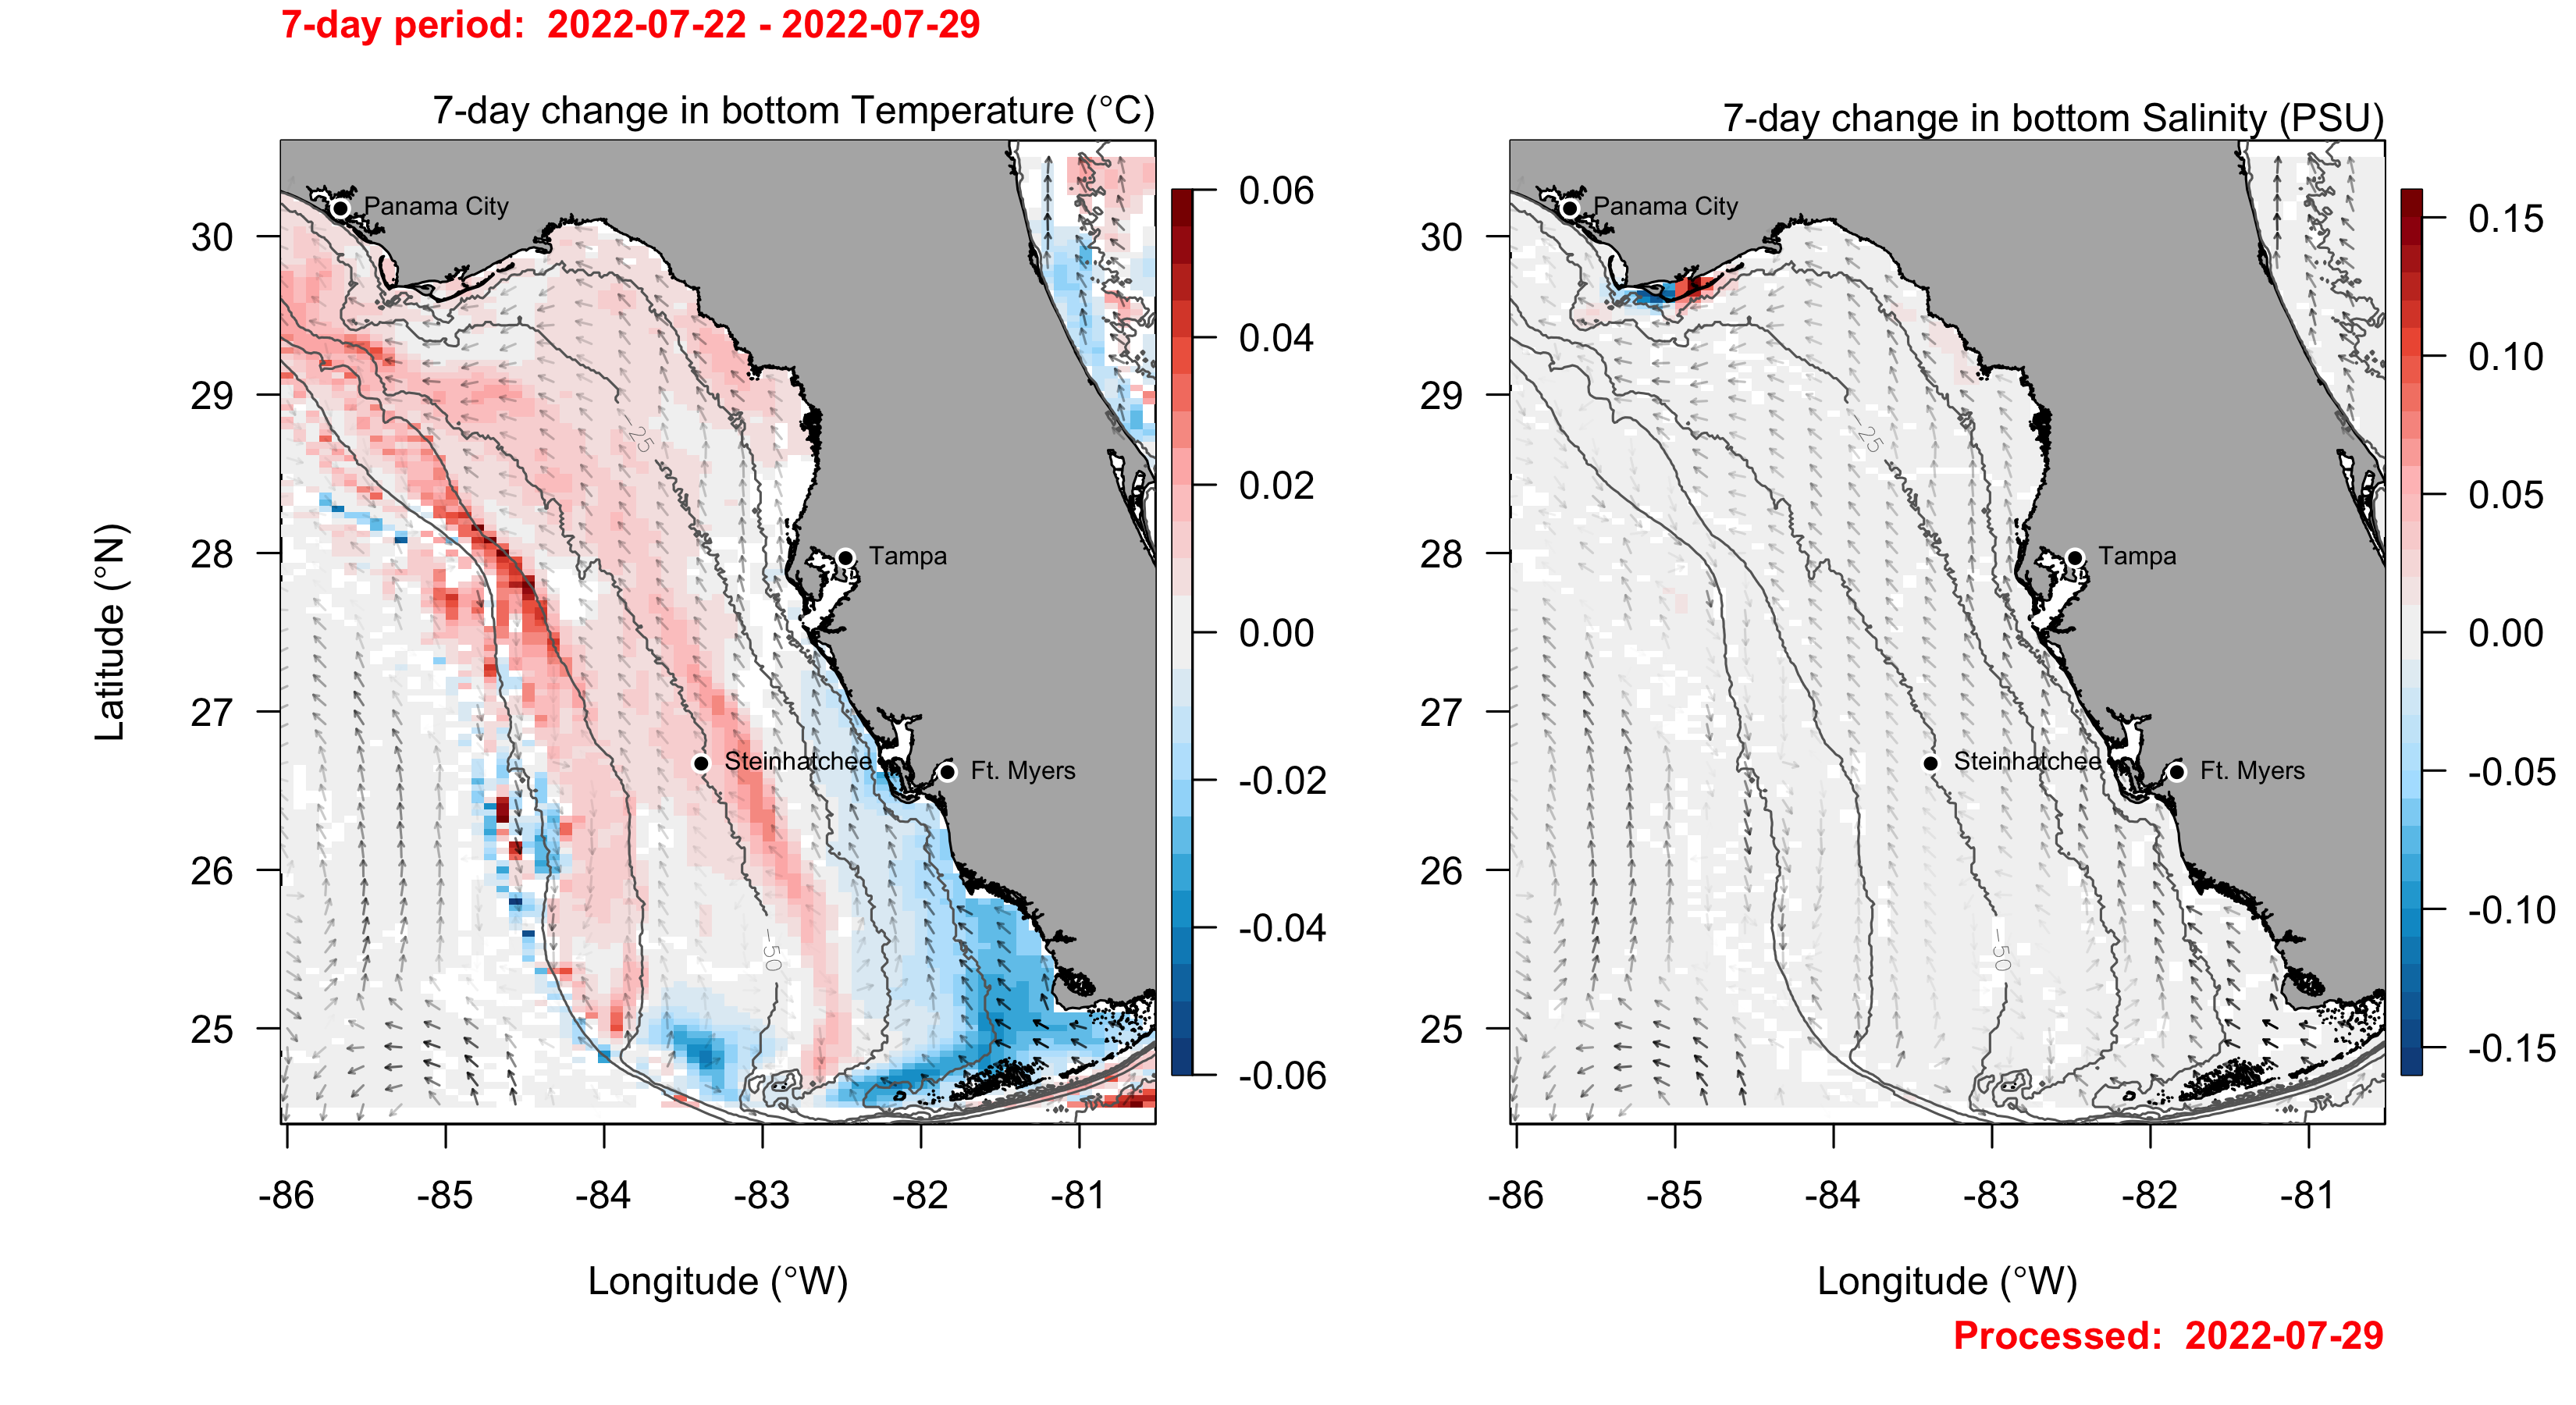 7-day period:  2022-07-22 - 2022-07-29
7-day change in bottom Temperature (°C)
Latitude (°N)
30
29
28
27
26
25
-86
-85
-84
-83
-82
-81
Longitude (°W)
Panama City
Tampa
Steinhatchee
Ft. Myers
-25
-50
0.06
0.04
0.02
0.00
-0.02
-0.04
-0.06
7-day change in bottom Salinity (PSU)
30
29
28
27
26
25
-86
-85
-84
-83
-82
-81
Longitude (°W)
Panama City
Tampa
Steinhatchee
Ft. Myers
-25
-50
0.15
0.10
0.05
0.00
-0.05
-0.10
-0.15
Processed:  2022-07-29